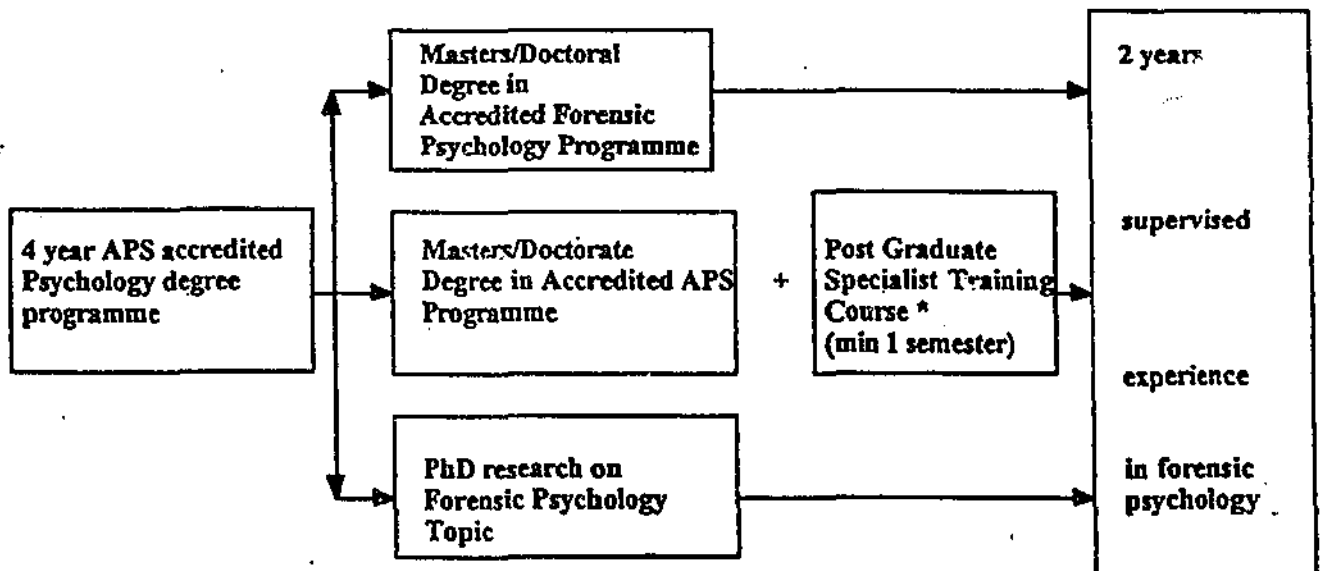 Masters/Doctoral
Degree in
Accredited Forensic
Psychology Programme
2 years
supervised
experience
in forensic
psychology
4 year APS accredited
Psychology degree
programme
Masters/Doctorate
Degree in Accredited APS
Programme
+
Post Graduate
Specialist Training
Course *
(min 1 semester)
PhD research on
Forensic Psychology
Topic